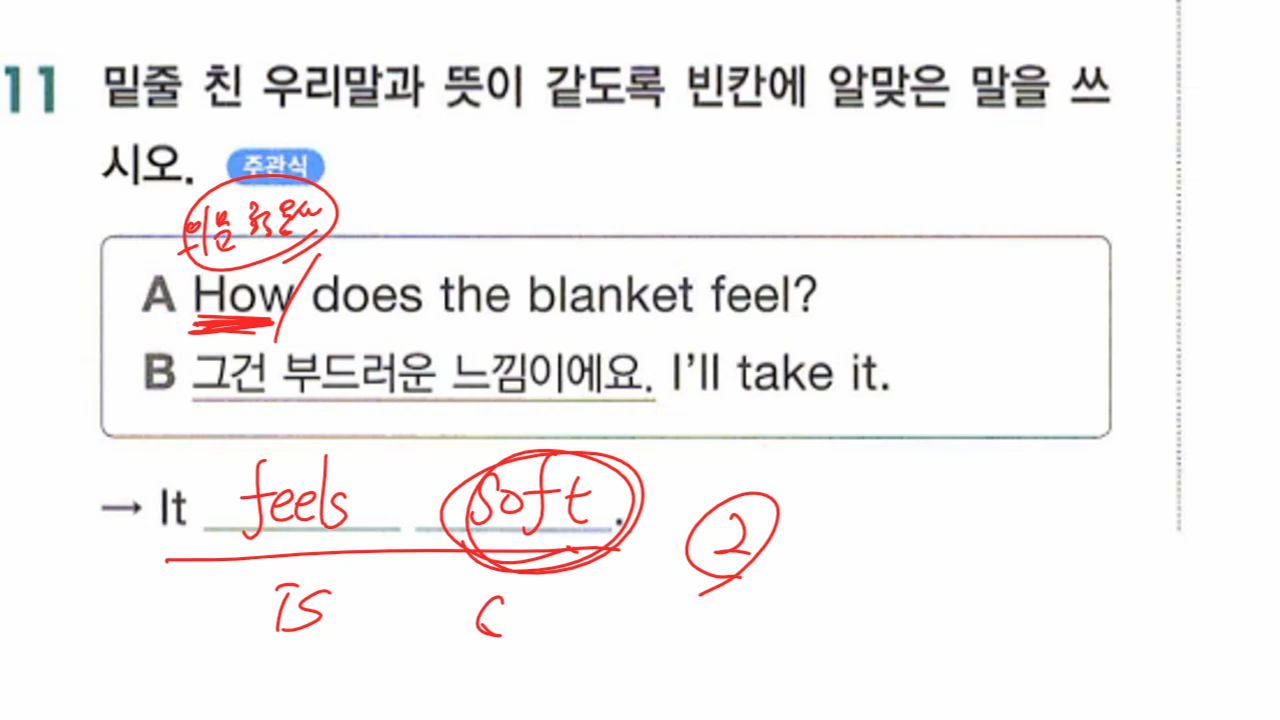 11 밑줄 친 우리말과 뜻이 같도록 빈칸에 알맞은 말을 쓰
시오. 주관식
A How does the blanket feel?
B 그건 부드러운 느낌이에요. I'll take it.
→ It feels soft.
2
is c